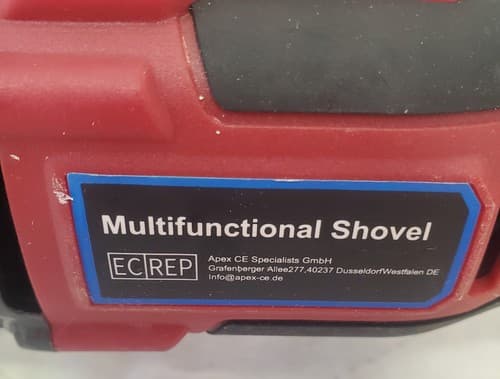 Multifunctional Shovel
EC REP
Apex CE Specialists GmbH
Grafenberger Allee277,40237 DusseldorfWestfalen DE
Info@apex-ce.de